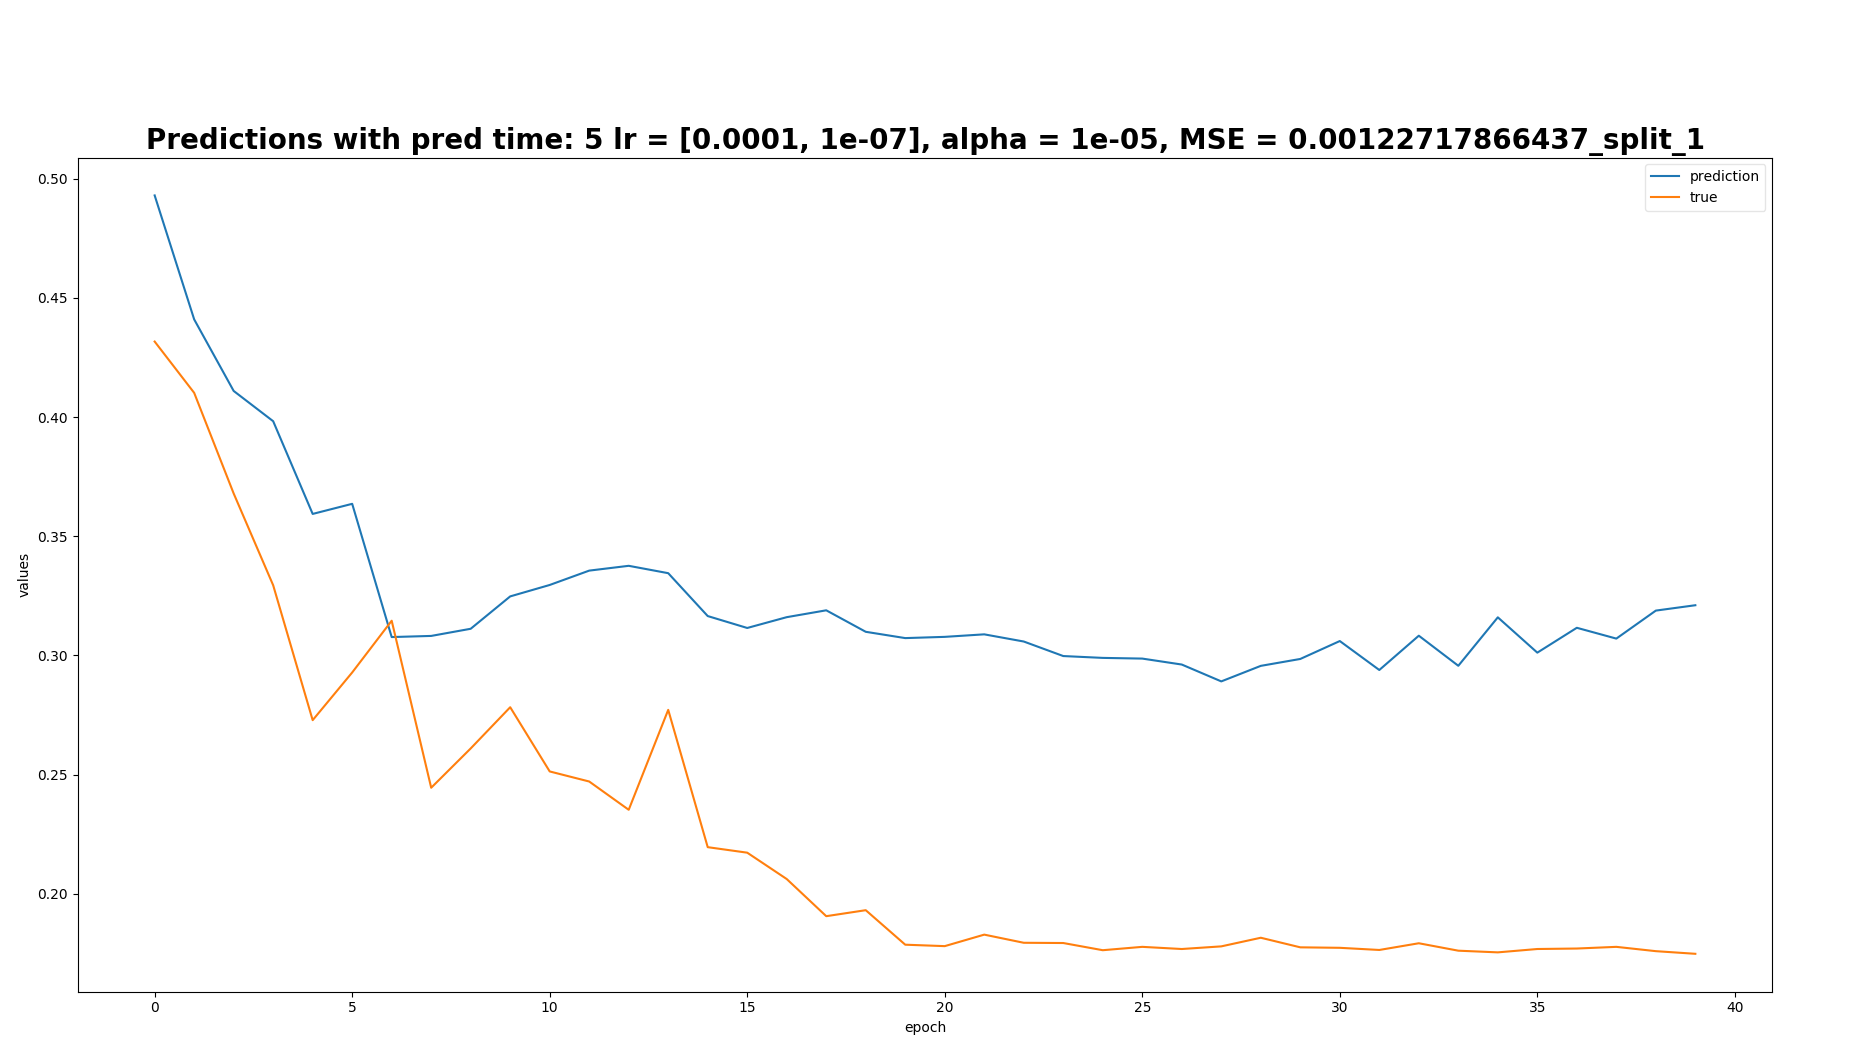 Predictions with pred time: 5 lr = [0.0001, 1e-07], alpha = 1e-05, MSE = 0.00122717866437_split_1
prediction
true
0.50
0.45
0.40
0.35
0.30
0.25
0.20
values
0 5 10 15 20 25 30 35 40
epoch